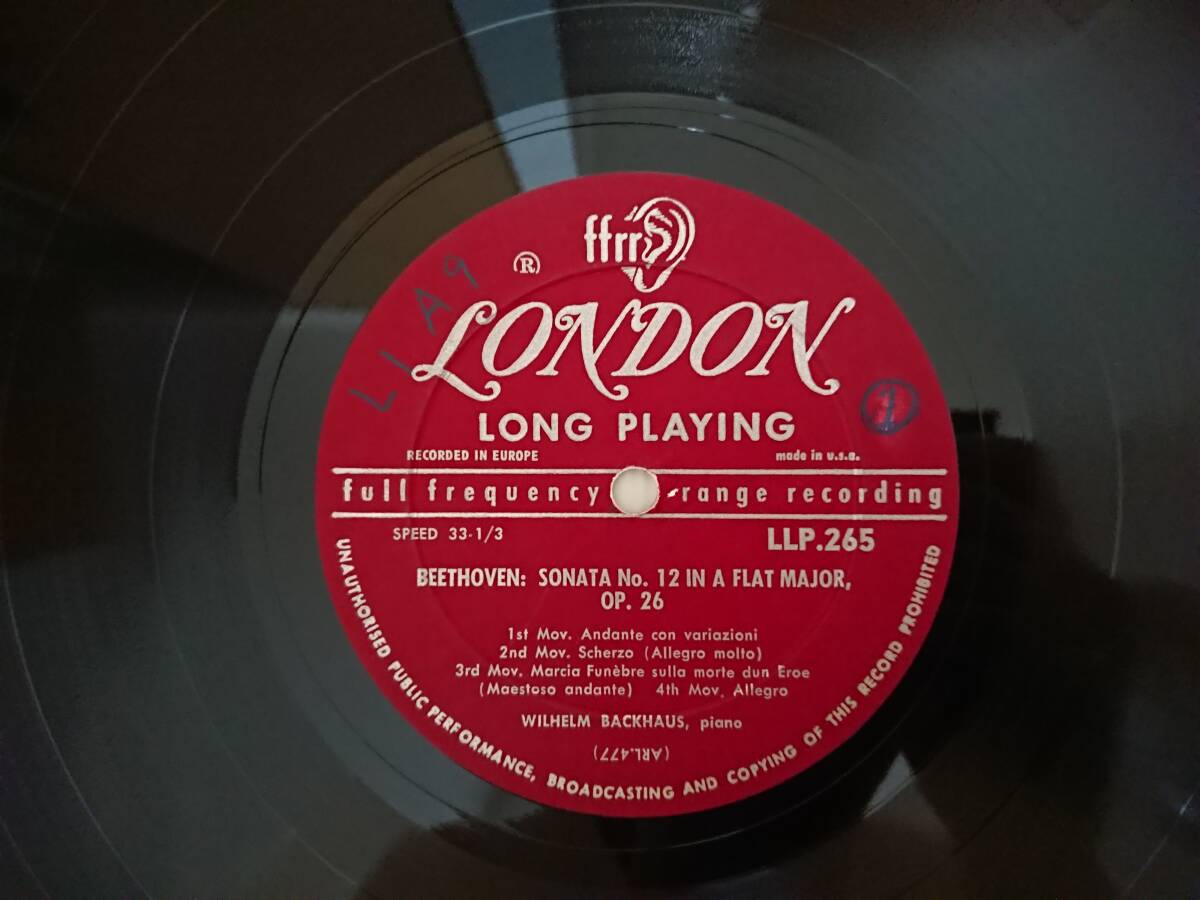 ffrr
®
L1A9
LONDON
1
LONG PLAYING
RECORDED IN EUROPE
made in u.s.a.
full frequency range recording
SPEED 33-1/3
LLP.265
BEETHOVEN: SONATA No. 12 IN A FLAT MAJOR,
OP. 26
1st Mov. Andante con variazioni
2nd Mov. Scherzo (Allegro molto)
3rd Mov. Marcia Funèbre sulla morte dun Eroe
(Maestoso andante) 4th Mov. Allegro
WILHELM BACKHAUS, piano
(ARL.477)
UNAUTHORISED PUBLIC PERFORMANCE, BROADCASTING AND COPYING OF THIS RECORD PROHIBITED